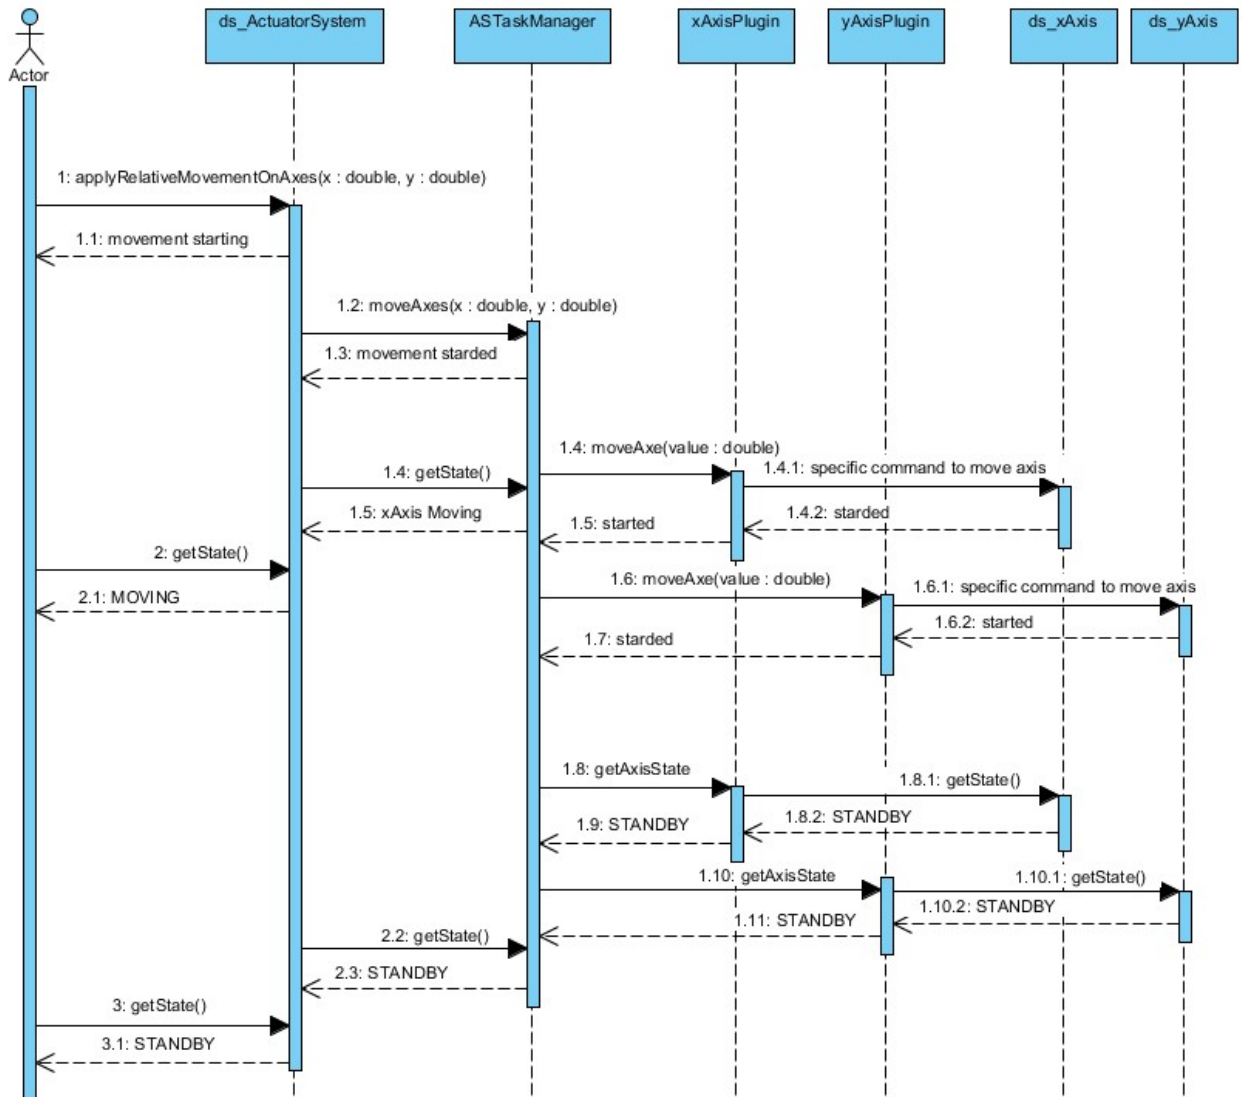 ds_ActuatorSystem
ASTaskManager
xAxisPlugin
yAxisPlugin
ds_xAxis
ds_yAxis
Actor
1: applyRelativeMovementOnAxes(x : double, y : double)
1.1: movement starting
1.2: moveAxes(x : double, y : double)
1.3: movement starded
1.4: moveAxe(value : double)
1.4.1: specific command to move axis
1.4: getState()
1.5: xAxis Moving
1.5: started
1.4.2: starded
2: getState()
1.6: moveAxe(value : double)
1.6.1: specific command to move axis
2.1: MOVING
1.6.2: started
1.7: starded
1.8: getAxisState
1.8.1: getState()
1.9: STANDBY
1.8.2: STANDBY
1.10: getAxisState
1.10.1: getState()
1.10.2: STANDBY
1.11: STANDBY
2.2: getState()
2.3: STANDBY
3: getState()
3.1: STANDBY